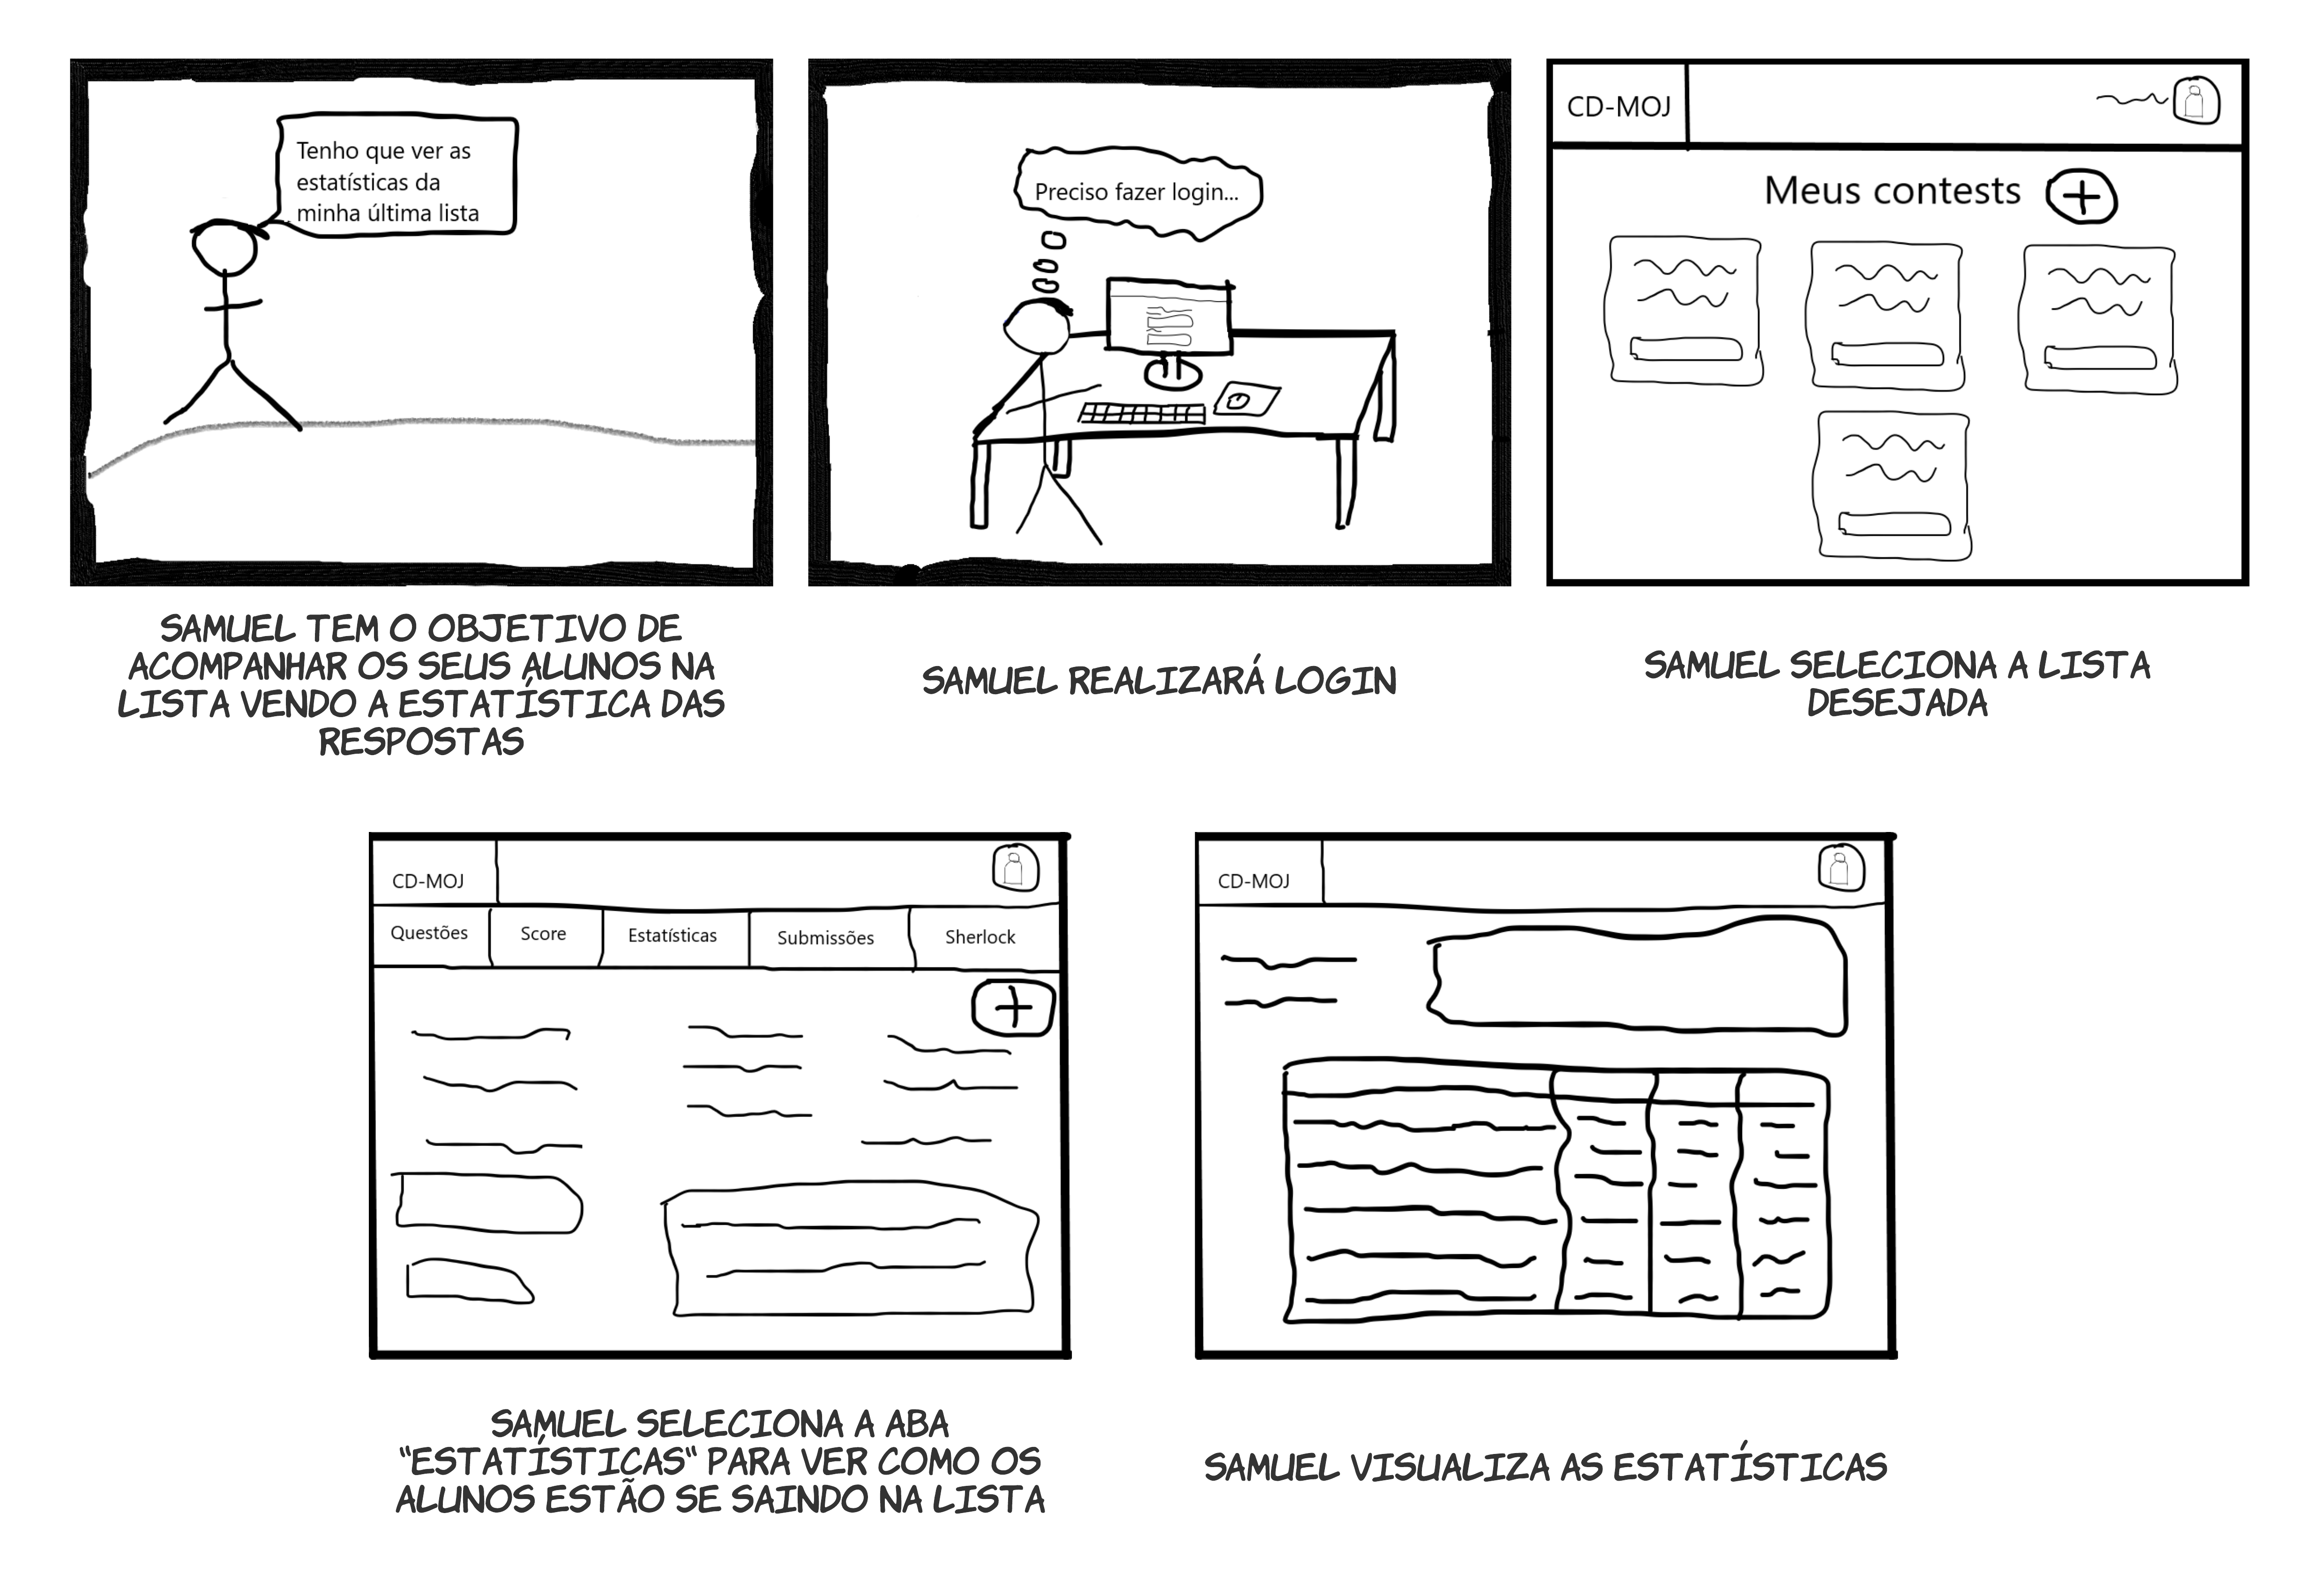 Tenho que ver as
estatísticas da
minha última lista
SAMUEL TEM O OBJETIVO DE
ACOMPANHAR OS SEUS ALUNOS NA
LISTA VENDO A ESTATÍSTICA DAS
RESPOSTAS
Preciso fazer login...
SAMUEL REALIZARÁ LOGIN
CD-MOJ
Meus contests
SAMUEL SELECIONA A LISTA
DESEJADA
CD-MOJ
Questões Score Estatísticas Submissões Sherlock
SAMUEL SELECIONA A ABA
"ESTATÍSTICAS" PARA VER COMO OS
ALUNOS ESTÃO SE SAINDO NA LISTA
CD-MOJ
SAMUEL VISUALIZA AS ESTATÍSTICAS